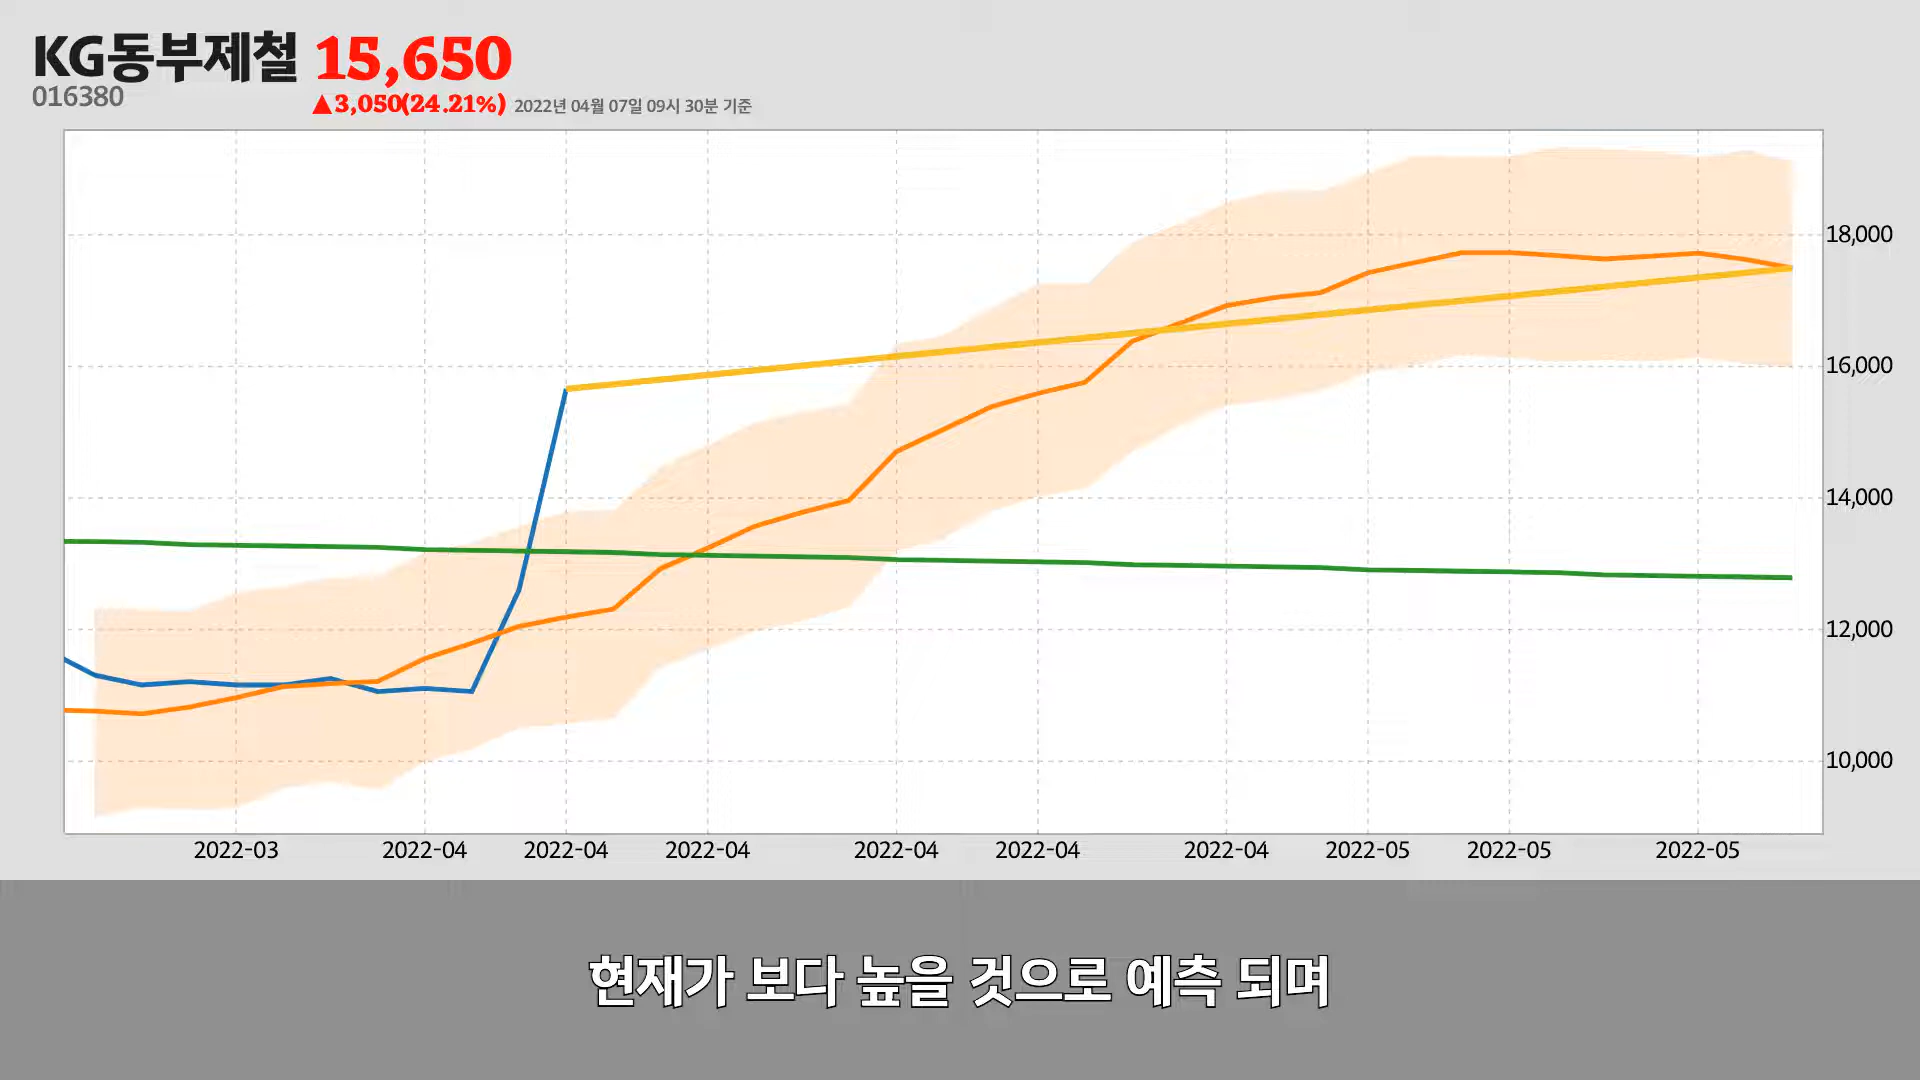 KG동부제철 15,650
016380
▲3,050(24.21%) 2022년 04월 07일 09시 30분 기준
18,000
16,000
14,000
12,000
10,000
2022-03 2022-04 2022-04 2022-04 2022-04 2022-04 2022-04 2022-05 2022-05 2022-05
현재가 보다 높을 것으로 예측 되며